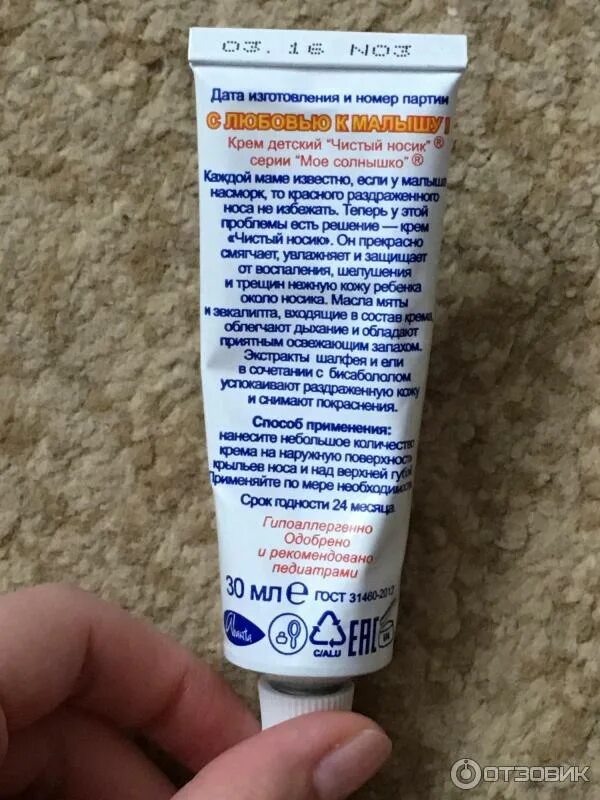 03.16 N03
Дата изготовления и номер партии
С ЛЮБОВЬЮ К МАЛЫШУ!
Крем детский "Чистый носик" ®
серии "Мое солнышко" ®
Каждой маме известно, если у малыша
насморк, то красного раздраженного
носа не избежать. Теперь у этой
проблемы есть решение — крем
«Чистый носик». Он прекрасно
смягчает, увлажняет и защищает
от воспаления, шелушения
и трещин нежную кожу ребенка
около носика. Масла мяты
и эвкалипта, входящие в состав крема,
облегчают дыхание и обладают
приятным освежающим запахом.
Экстракты шалфея и ели
в сочетании с бисабололом
успокаивают раздраженную кожу
и снимают покраснения.
Способ применения:
нанесите небольшое количество
крема на наружную поверхность
крыльев носа и над верхней губой.
Применяйте по мере необходимости.
Срок годности 24 месяца.
Гипоаллергенно
Одобрено
и рекомендовано
педиатрами
30 мл e ГОСТ 31460-2012
Avanta C/ALU EAC
ОТЗОВИК